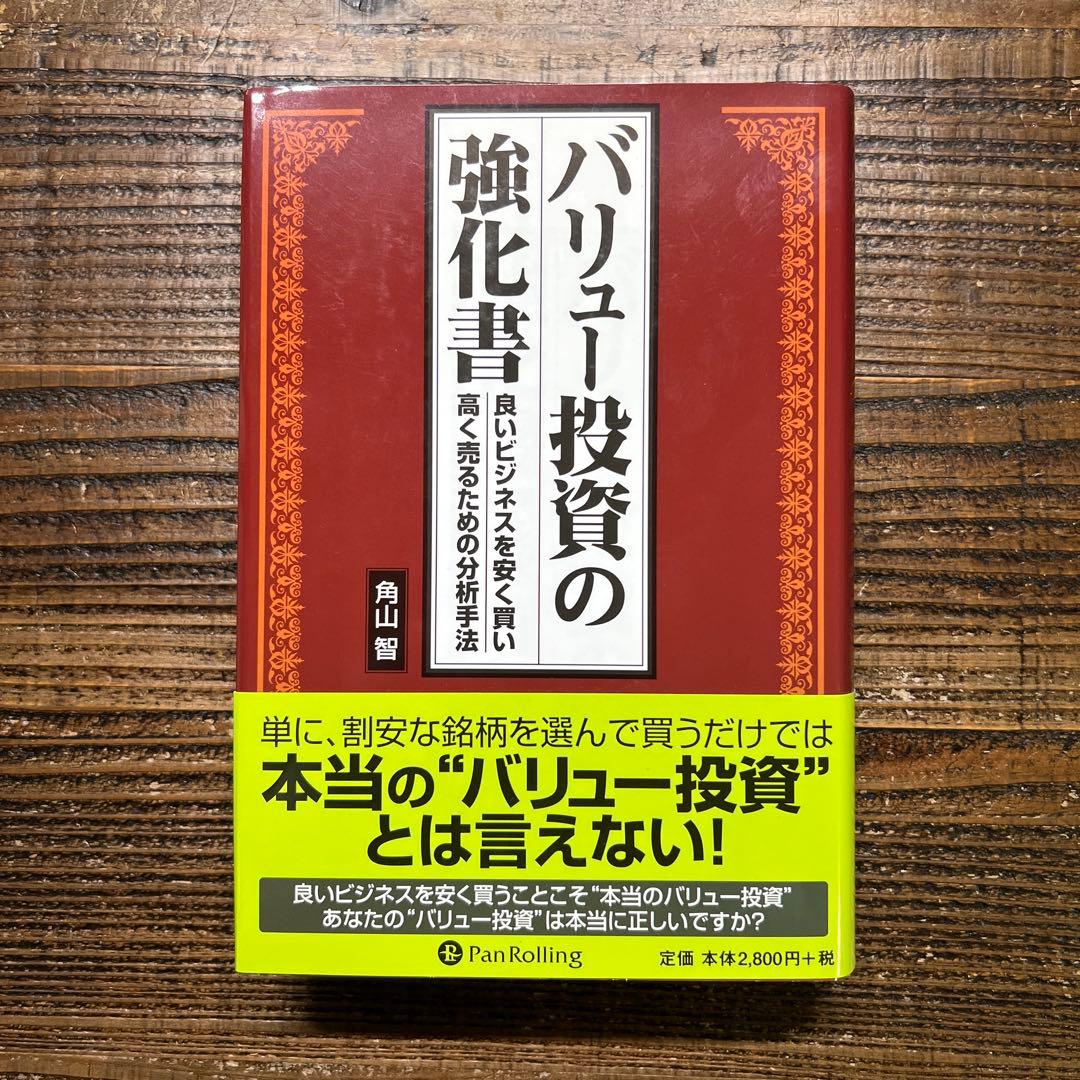 バリュー投資の
強化書
良いビジネスを安く買い
高く売るための分析手法
角山 智
単に、割安な銘柄を選んで買うだけでは
本当の“バリュー投資”
とは言えない!
良いビジネスを安く買うことこそ“本当のバリュー投資”
あなたの“バリュー投資”は本当に正しいですか?
PanRolling
定価 本体2,800円+税